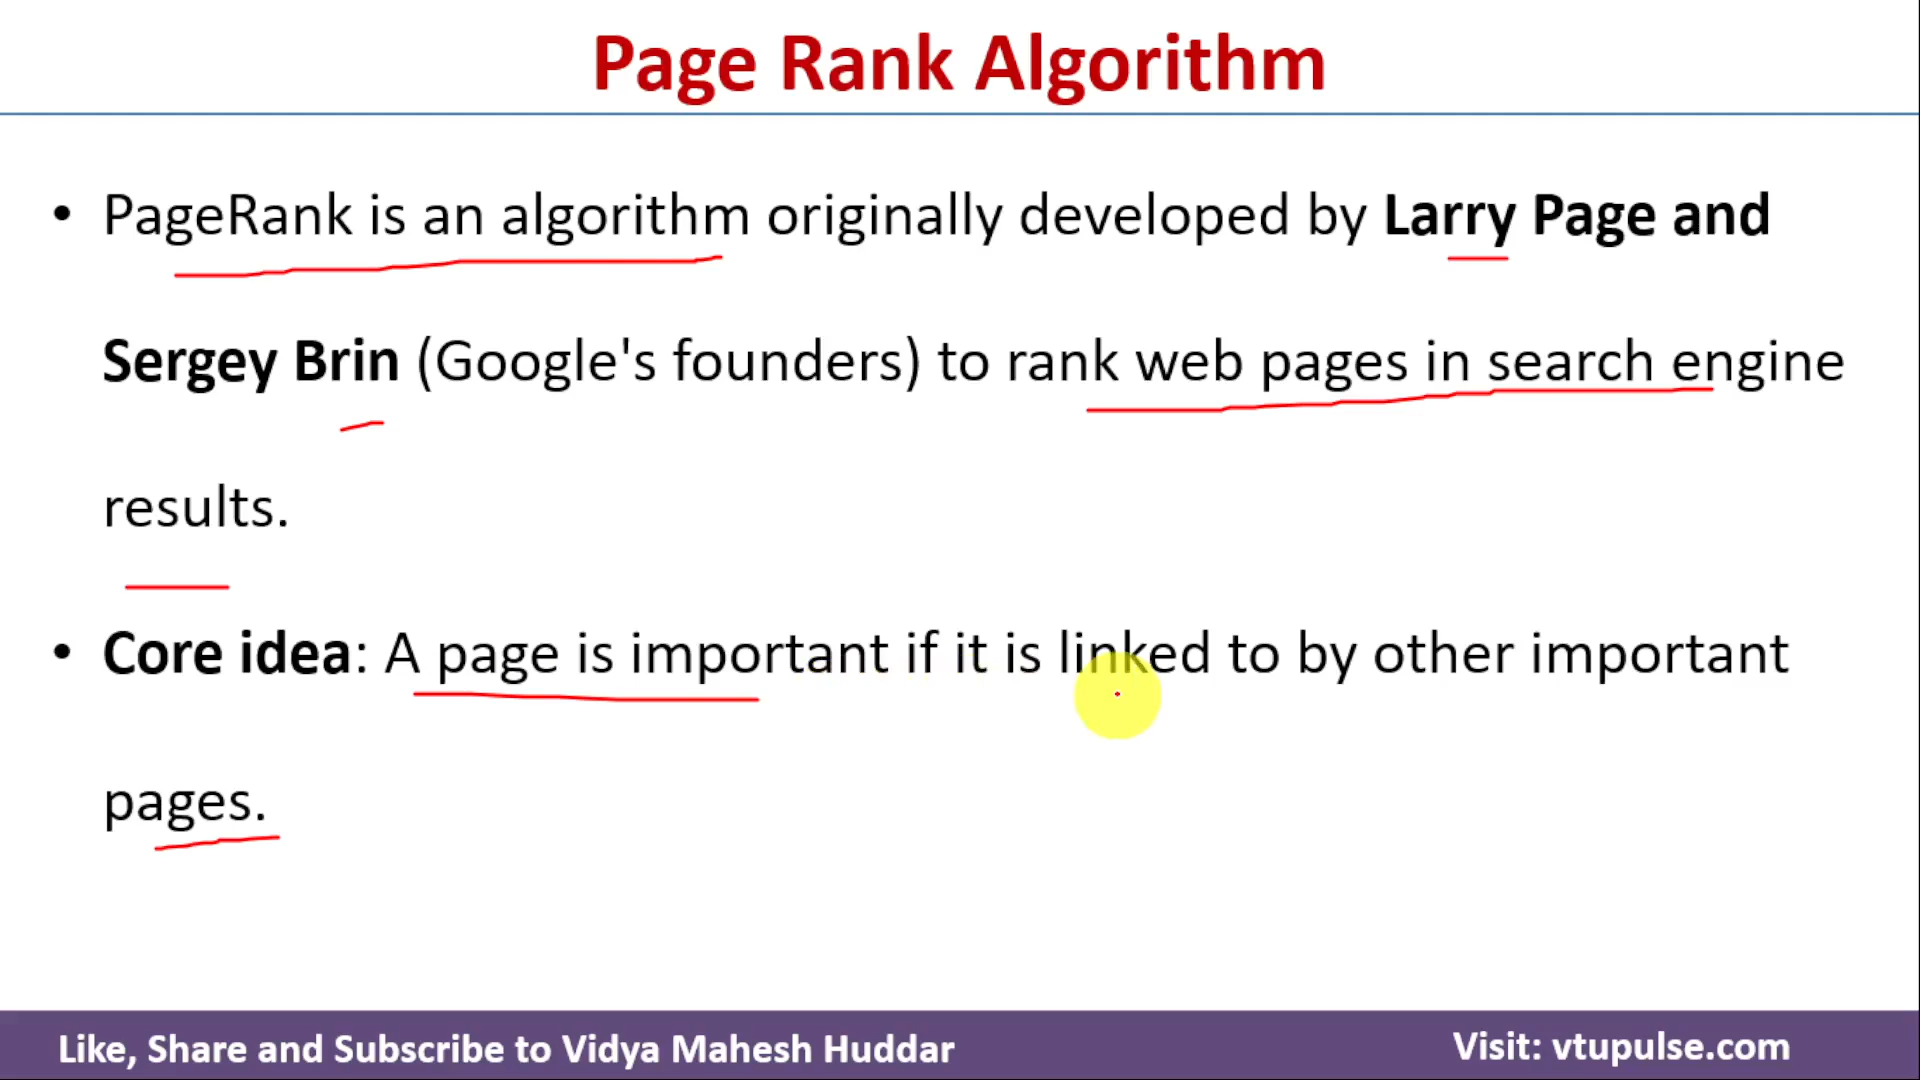 Page Rank Algorithm
• PageRank is an algorithm originally developed by Larry Page and
Sergey Brin (Google's founders) to rank web pages in search engine
results.
• Core idea: A page is important if it is linked to by other important
pages.
Like, Share and Subscribe to Vidya Mahesh Huddar
Visit: vtupulse.com